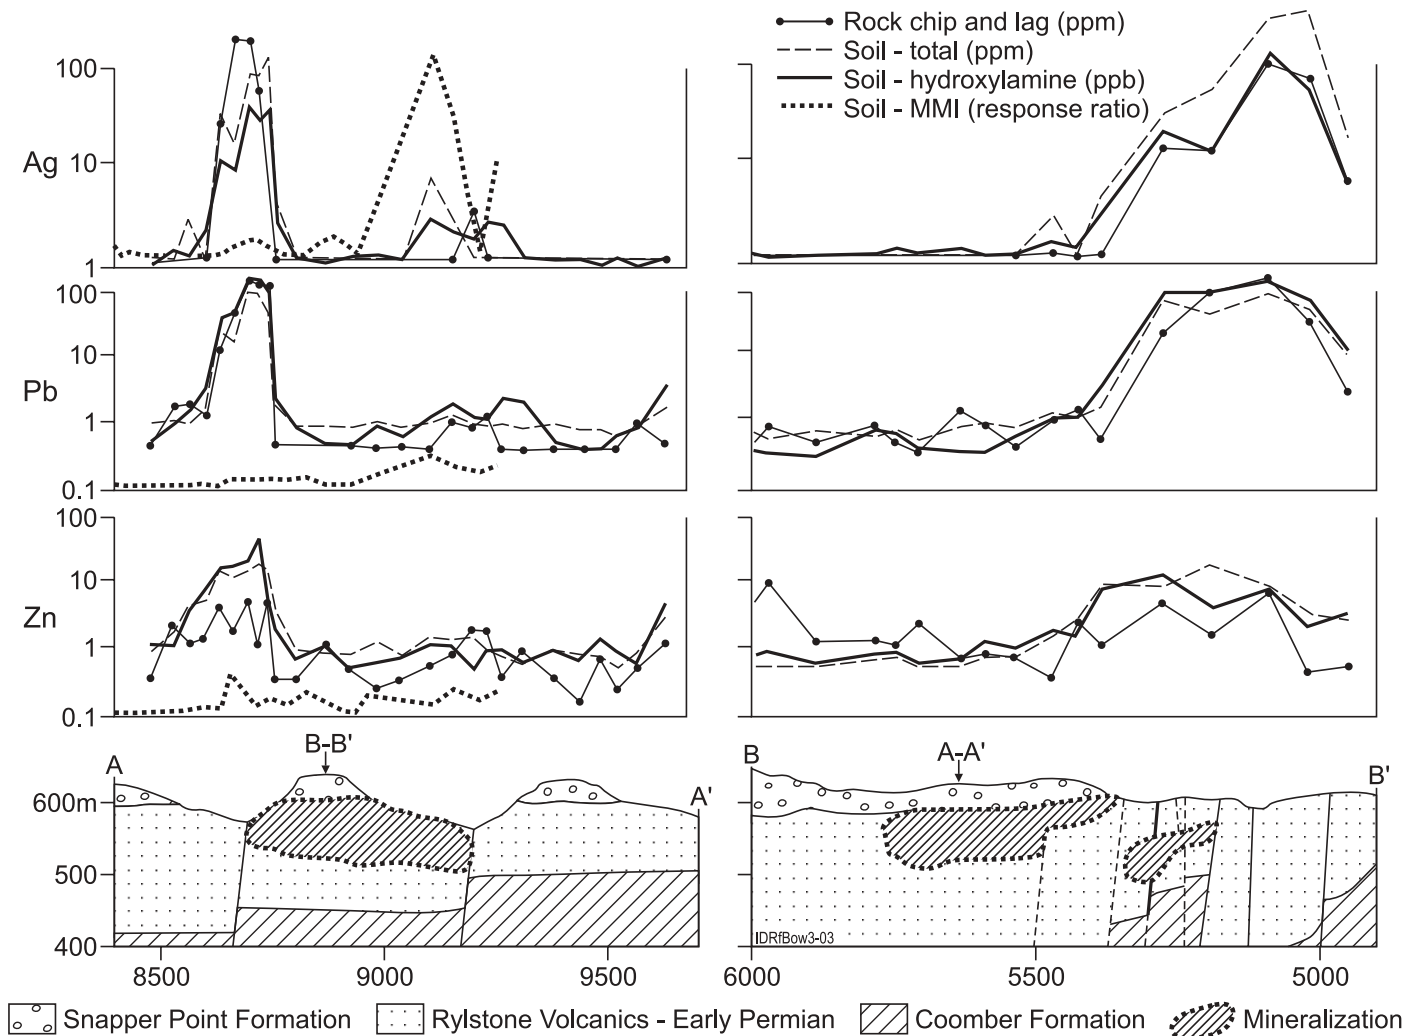 Rock chip and lag (ppm)
Soil - total (ppm)
Soil - hydroxylamine (ppb)
Soil - MMI (response ratio)
100
Ag
10
1
100
10
Pb
1
0.1
100
10
Zn
1
0.1
B-B'
A
A'
600m
500
400
8500
9000
9500
B
A-A'
B'
IDRfBow3-03
6000
5500
5000
Snapper Point Formation
Rylstone Volcanics - Early Permian
Coomber Formation
Mineralization